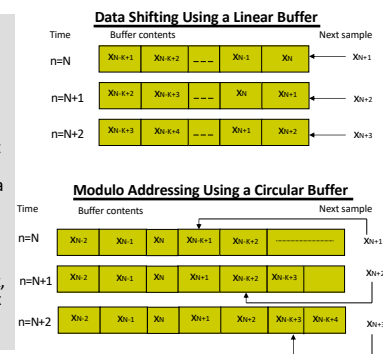 Data Shifting Using a Linear Buffer
Time Buffer contents Next sample
n=N XN-K+1 XN-K+2 XN-1 XN XN+1
n=N+1 XN-K+2 XN-K+3 XN XN+1 XN+2
n=N+2 XN-K+3 XN-K+4 XN+1 XN+2 XN+3
Modulo Addressing Using a Circular Buffer
Time Buffer contents Next sample
n=N XN-2 XN-1 XN XN-K+1 XN-K+2 XN+1
n=N+1 XN-2 XN-1 XN XN+1 XN-K+2 XN-K+3 XN+2
n=N+2 XN-2 XN-1 XN XN+1 XN+2 XN-K+3 XN-K+4 XN+3